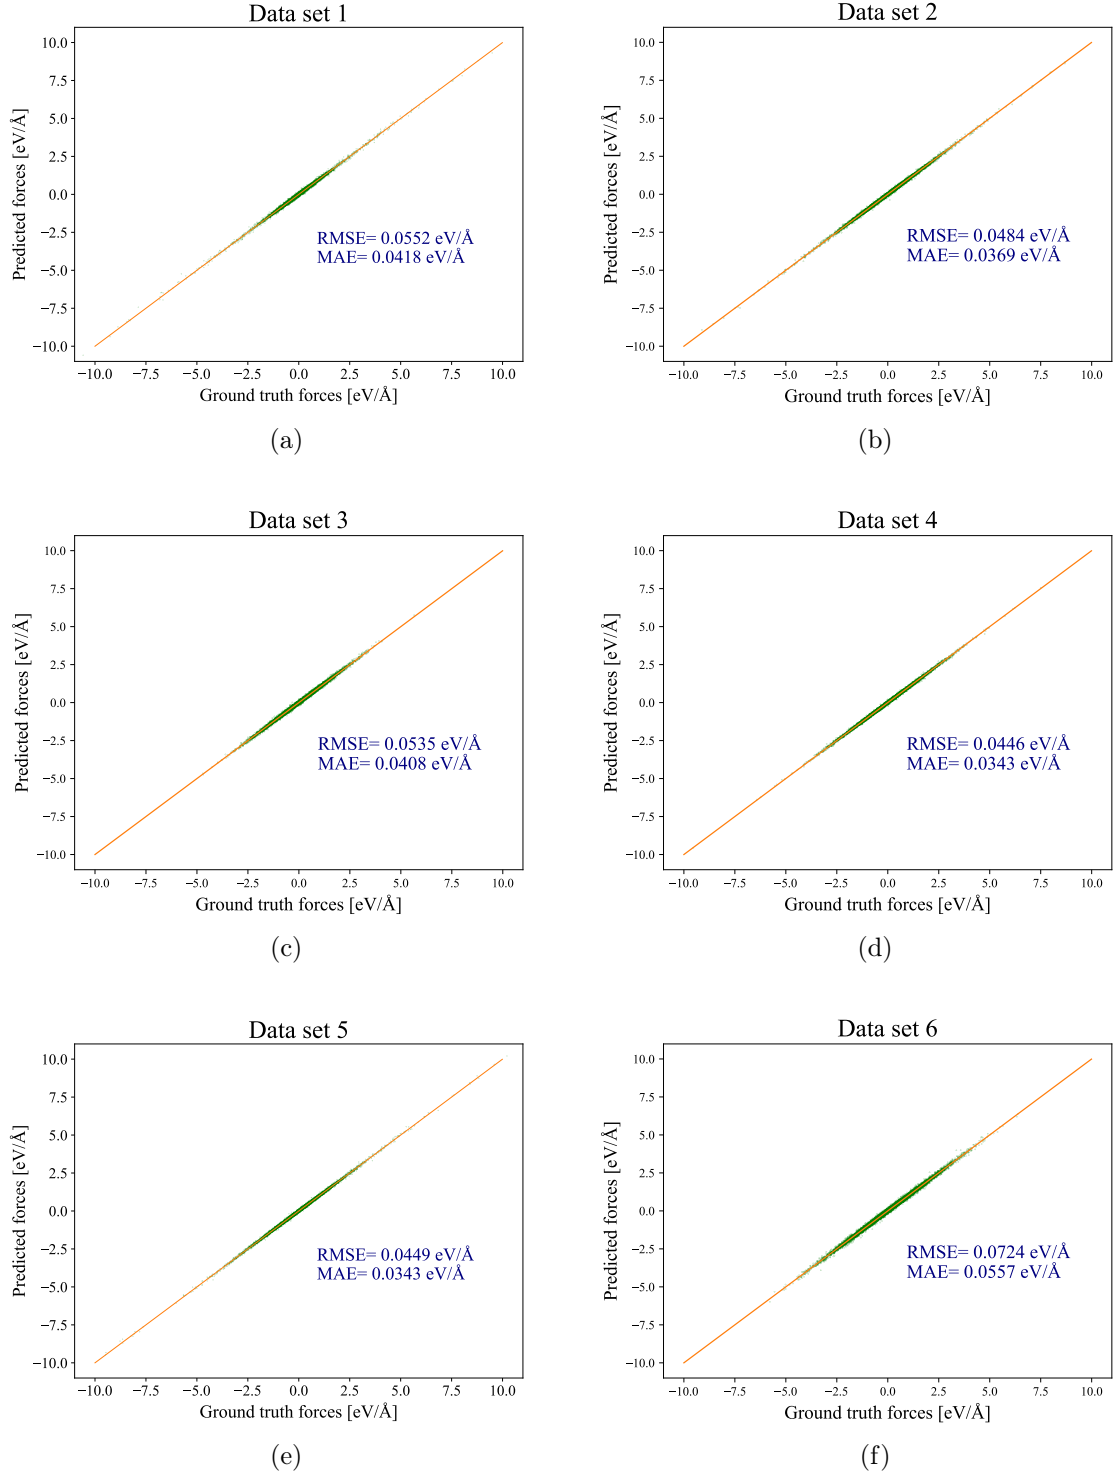 Data set 1
10.0
7.5
5.0
2.5
0.0
−2.5
−5.0
−7.5
−10.0
Predicted forces [eV/Å]
RMSE= 0.0552 eV/Å
MAE= 0.0418 eV/Å
−10.0 −7.5 −5.0 −2.5 0.0 2.5 5.0 7.5 10.0
Ground truth forces [eV/Å]
(a)
Data set 2
10.0
7.5
5.0
2.5
0.0
−2.5
−5.0
−7.5
−10.0
Predicted forces [eV/Å]
RMSE= 0.0484 eV/Å
MAE= 0.0369 eV/Å
−10.0 −7.5 −5.0 −2.5 0.0 2.5 5.0 7.5 10.0
Ground truth forces [eV/Å]
(b)
Data set 3
10.0
7.5
5.0
2.5
0.0
−2.5
−5.0
−7.5
−10.0
Predicted forces [eV/Å]
RMSE= 0.0535 eV/Å
MAE= 0.0408 eV/Å
−10.0 −7.5 −5.0 −2.5 0.0 2.5 5.0 7.5 10.0
Ground truth forces [eV/Å]
(c)
Data set 4
10.0
7.5
5.0
2.5
0.0
−2.5
−5.0
−7.5
−10.0
Predicted forces [eV/Å]
RMSE= 0.0446 eV/Å
MAE= 0.0343 eV/Å
−10.0 −7.5 −5.0 −2.5 0.0 2.5 5.0 7.5 10.0
Ground truth forces [eV/Å]
(d)
Data set 5
10.0
7.5
5.0
2.5
0.0
−2.5
−5.0
−7.5
−10.0
Predicted forces [eV/Å]
RMSE= 0.0449 eV/Å
MAE= 0.0343 eV/Å
−10.0 −7.5 −5.0 −2.5 0.0 2.5 5.0 7.5 10.0
Ground truth forces [eV/Å]
(e)
Data set 6
10.0
7.5
5.0
2.5
0.0
−2.5
−5.0
−7.5
−10.0
Predicted forces [eV/Å]
RMSE= 0.0724 eV/Å
MAE= 0.0557 eV/Å
−10.0 −7.5 −5.0 −2.5 0.0 2.5 5.0 7.5 10.0
Ground truth forces [eV/Å]
(f)